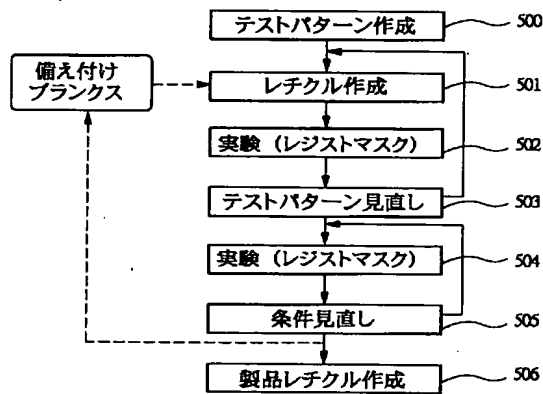 テストパターン作成
500
備え付け
ブランクス
レチクル作成
501
実験（レジストマスク）
502
テストパターン見直し
503
実験（レジストマスク）
504
条件見直し
505
製品レチクル作成
506